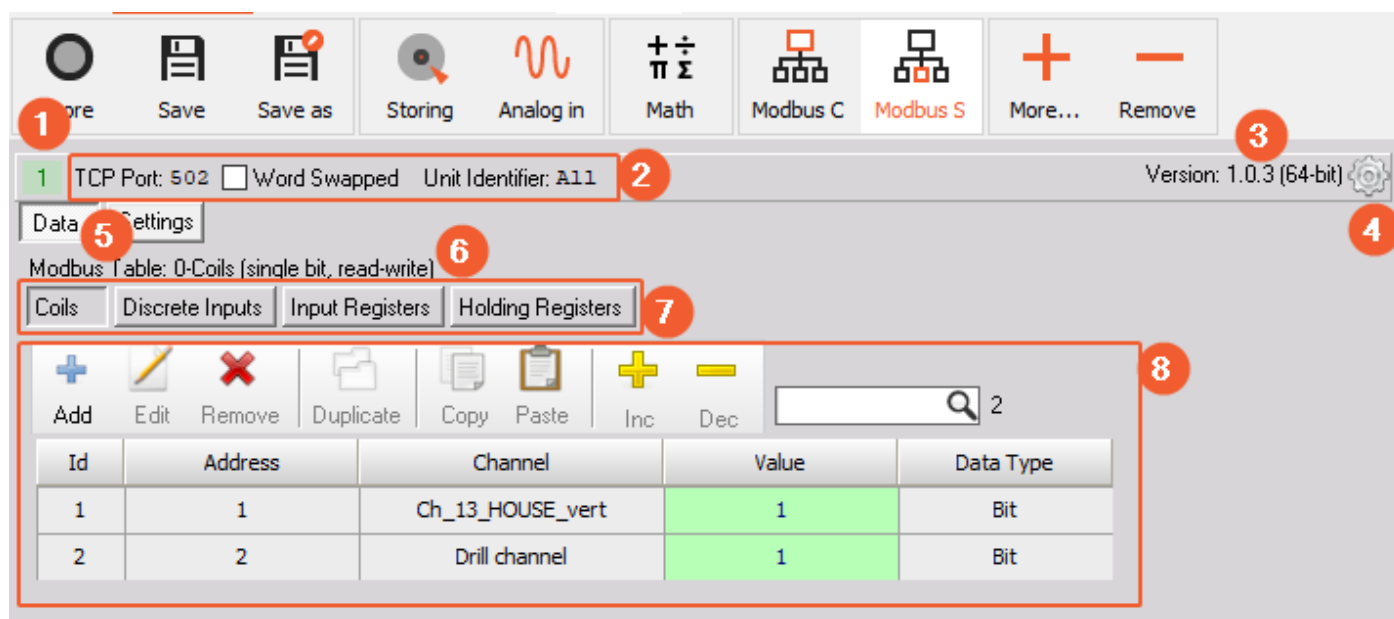 Save Save as Storing Analog in Math Modbus C Modbus S More... Remove
1 2 3
1 TCP Port: 502 Word Swapped Unit Identifier: All Version: 1.0.3 (64-bit)
Data Settings
5 4
6
Modbus Table: 0-Coils (single bit, read-write)
Coils Discrete Inputs Input Registers Holding Registers 7
8
Add Edit Remove Duplicate Copy Paste Inc Dec 2
Id Address Channel Value Data Type
1 1 Ch_13_HOUSE_vert 1 Bit
2 2 Drill channel 1 Bit